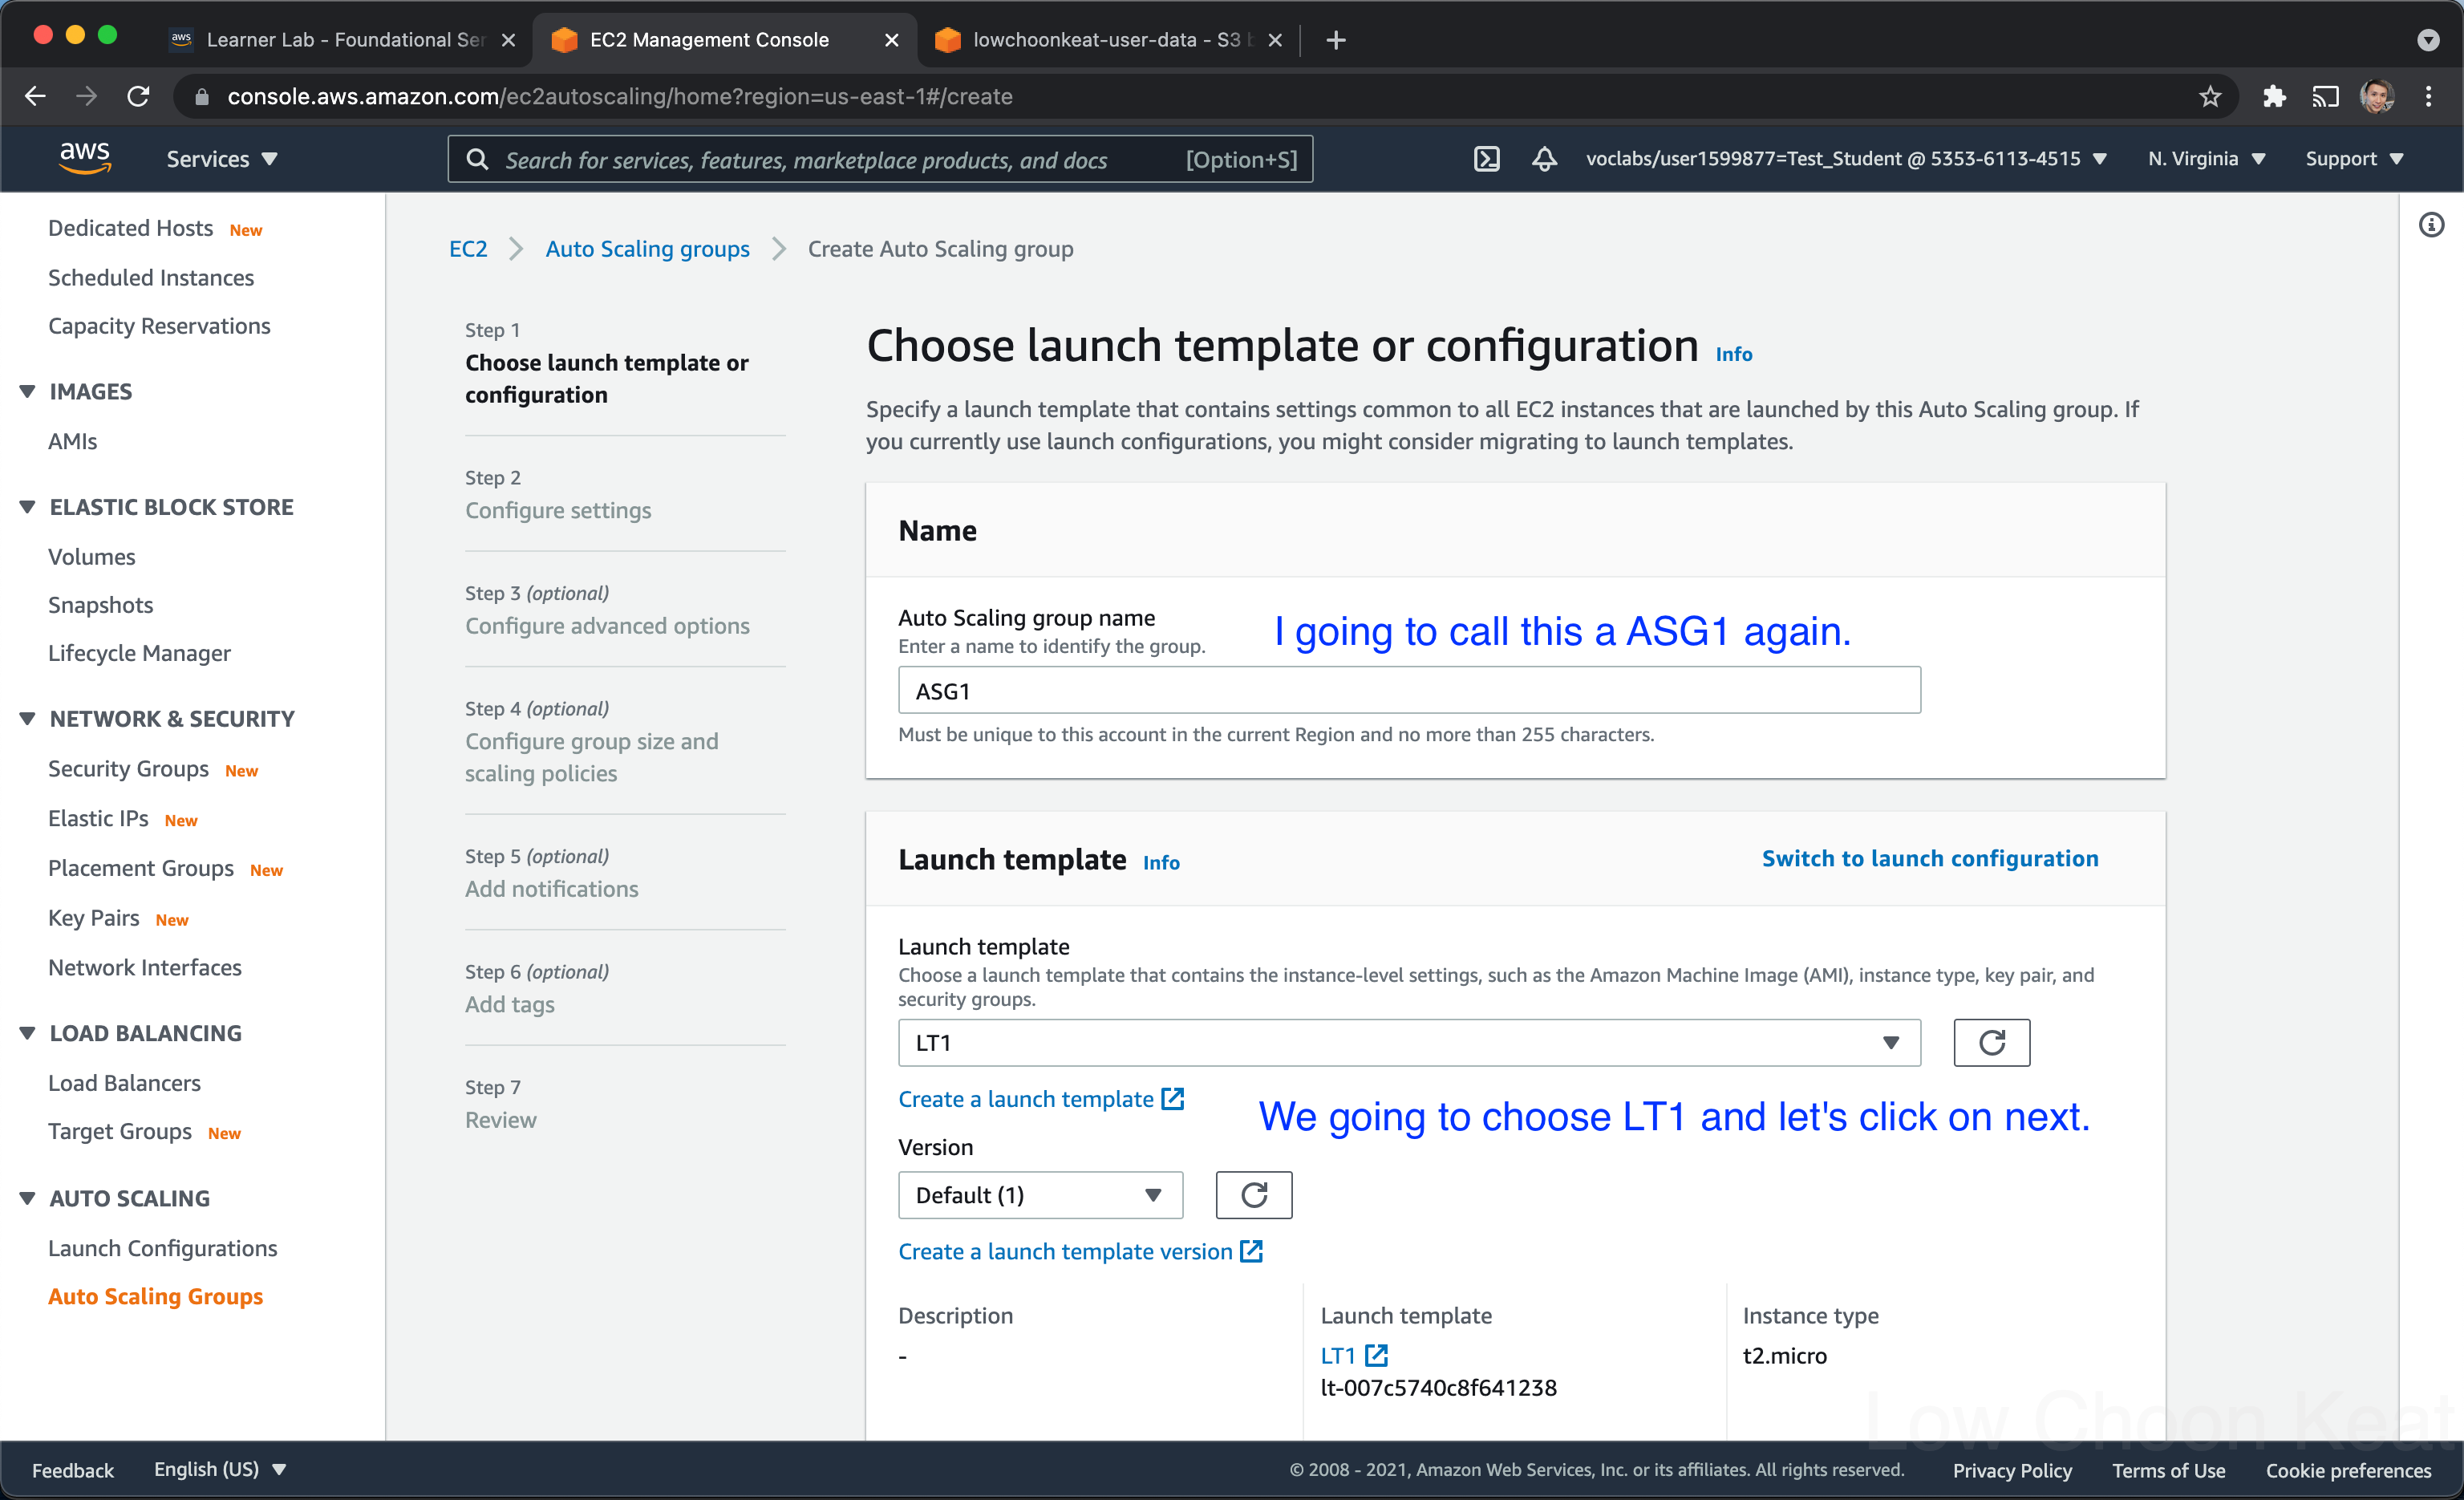 Learner Lab - Foundational Ser
EC2 Management Console
lowchoonkeat-user-data - S3 b
console.aws.amazon.com/ec2autoscaling/home?region=us-east-1#/create
aws
Services
Search for services, features, marketplace products, and docs
[Option+S]
voclabs/user1599877=Test_Student @ 5353-6113-4515
N. Virginia
Support
Dedicated Hosts New
Scheduled Instances
Capacity Reservations
IMAGES
AMIs
ELASTIC BLOCK STORE
Volumes
Snapshots
Lifecycle Manager
NETWORK & SECURITY
Security Groups New
Elastic IPs New
Placement Groups New
Key Pairs New
Network Interfaces
LOAD BALANCING
Load Balancers
Target Groups New
AUTO SCALING
Launch Configurations
Auto Scaling Groups
EC2 > Auto Scaling groups > Create Auto Scaling group
Step 1
Choose launch template or
configuration
Step 2
Configure settings
Step 3 (optional)
Configure advanced options
Step 4 (optional)
Configure group size and
scaling policies
Step 5 (optional)
Add notifications
Step 6 (optional)
Add tags
Step 7
Review
Choose launch template or configuration Info
Specify a launch template that contains settings common to all EC2 instances that are launched by this Auto Scaling group. If
you currently use launch configurations, you might consider migrating to launch templates.
Name
Auto Scaling group name
Enter a name to identify the group.
I going to call this a ASG1 again.
ASG1
Must be unique to this account in the current Region and no more than 255 characters.
Launch template Info
Switch to launch configuration
Launch template
Choose a launch template that contains the instance-level settings, such as the Amazon Machine Image (AMI), instance type, key pair, and
security groups.
LT1
Create a launch template
We going to choose LT1 and let's click on next.
Version
Default (1)
Create a launch template version
Description
-
Launch template
LT1
lt-007c5740c8f641238
Instance type
t2.micro
Low Choon Keat
Feedback
English (US)
© 2008 - 2021, Amazon Web Services, Inc. or its affiliates. All rights reserved.
Privacy Policy
Terms of Use
Cookie preferences